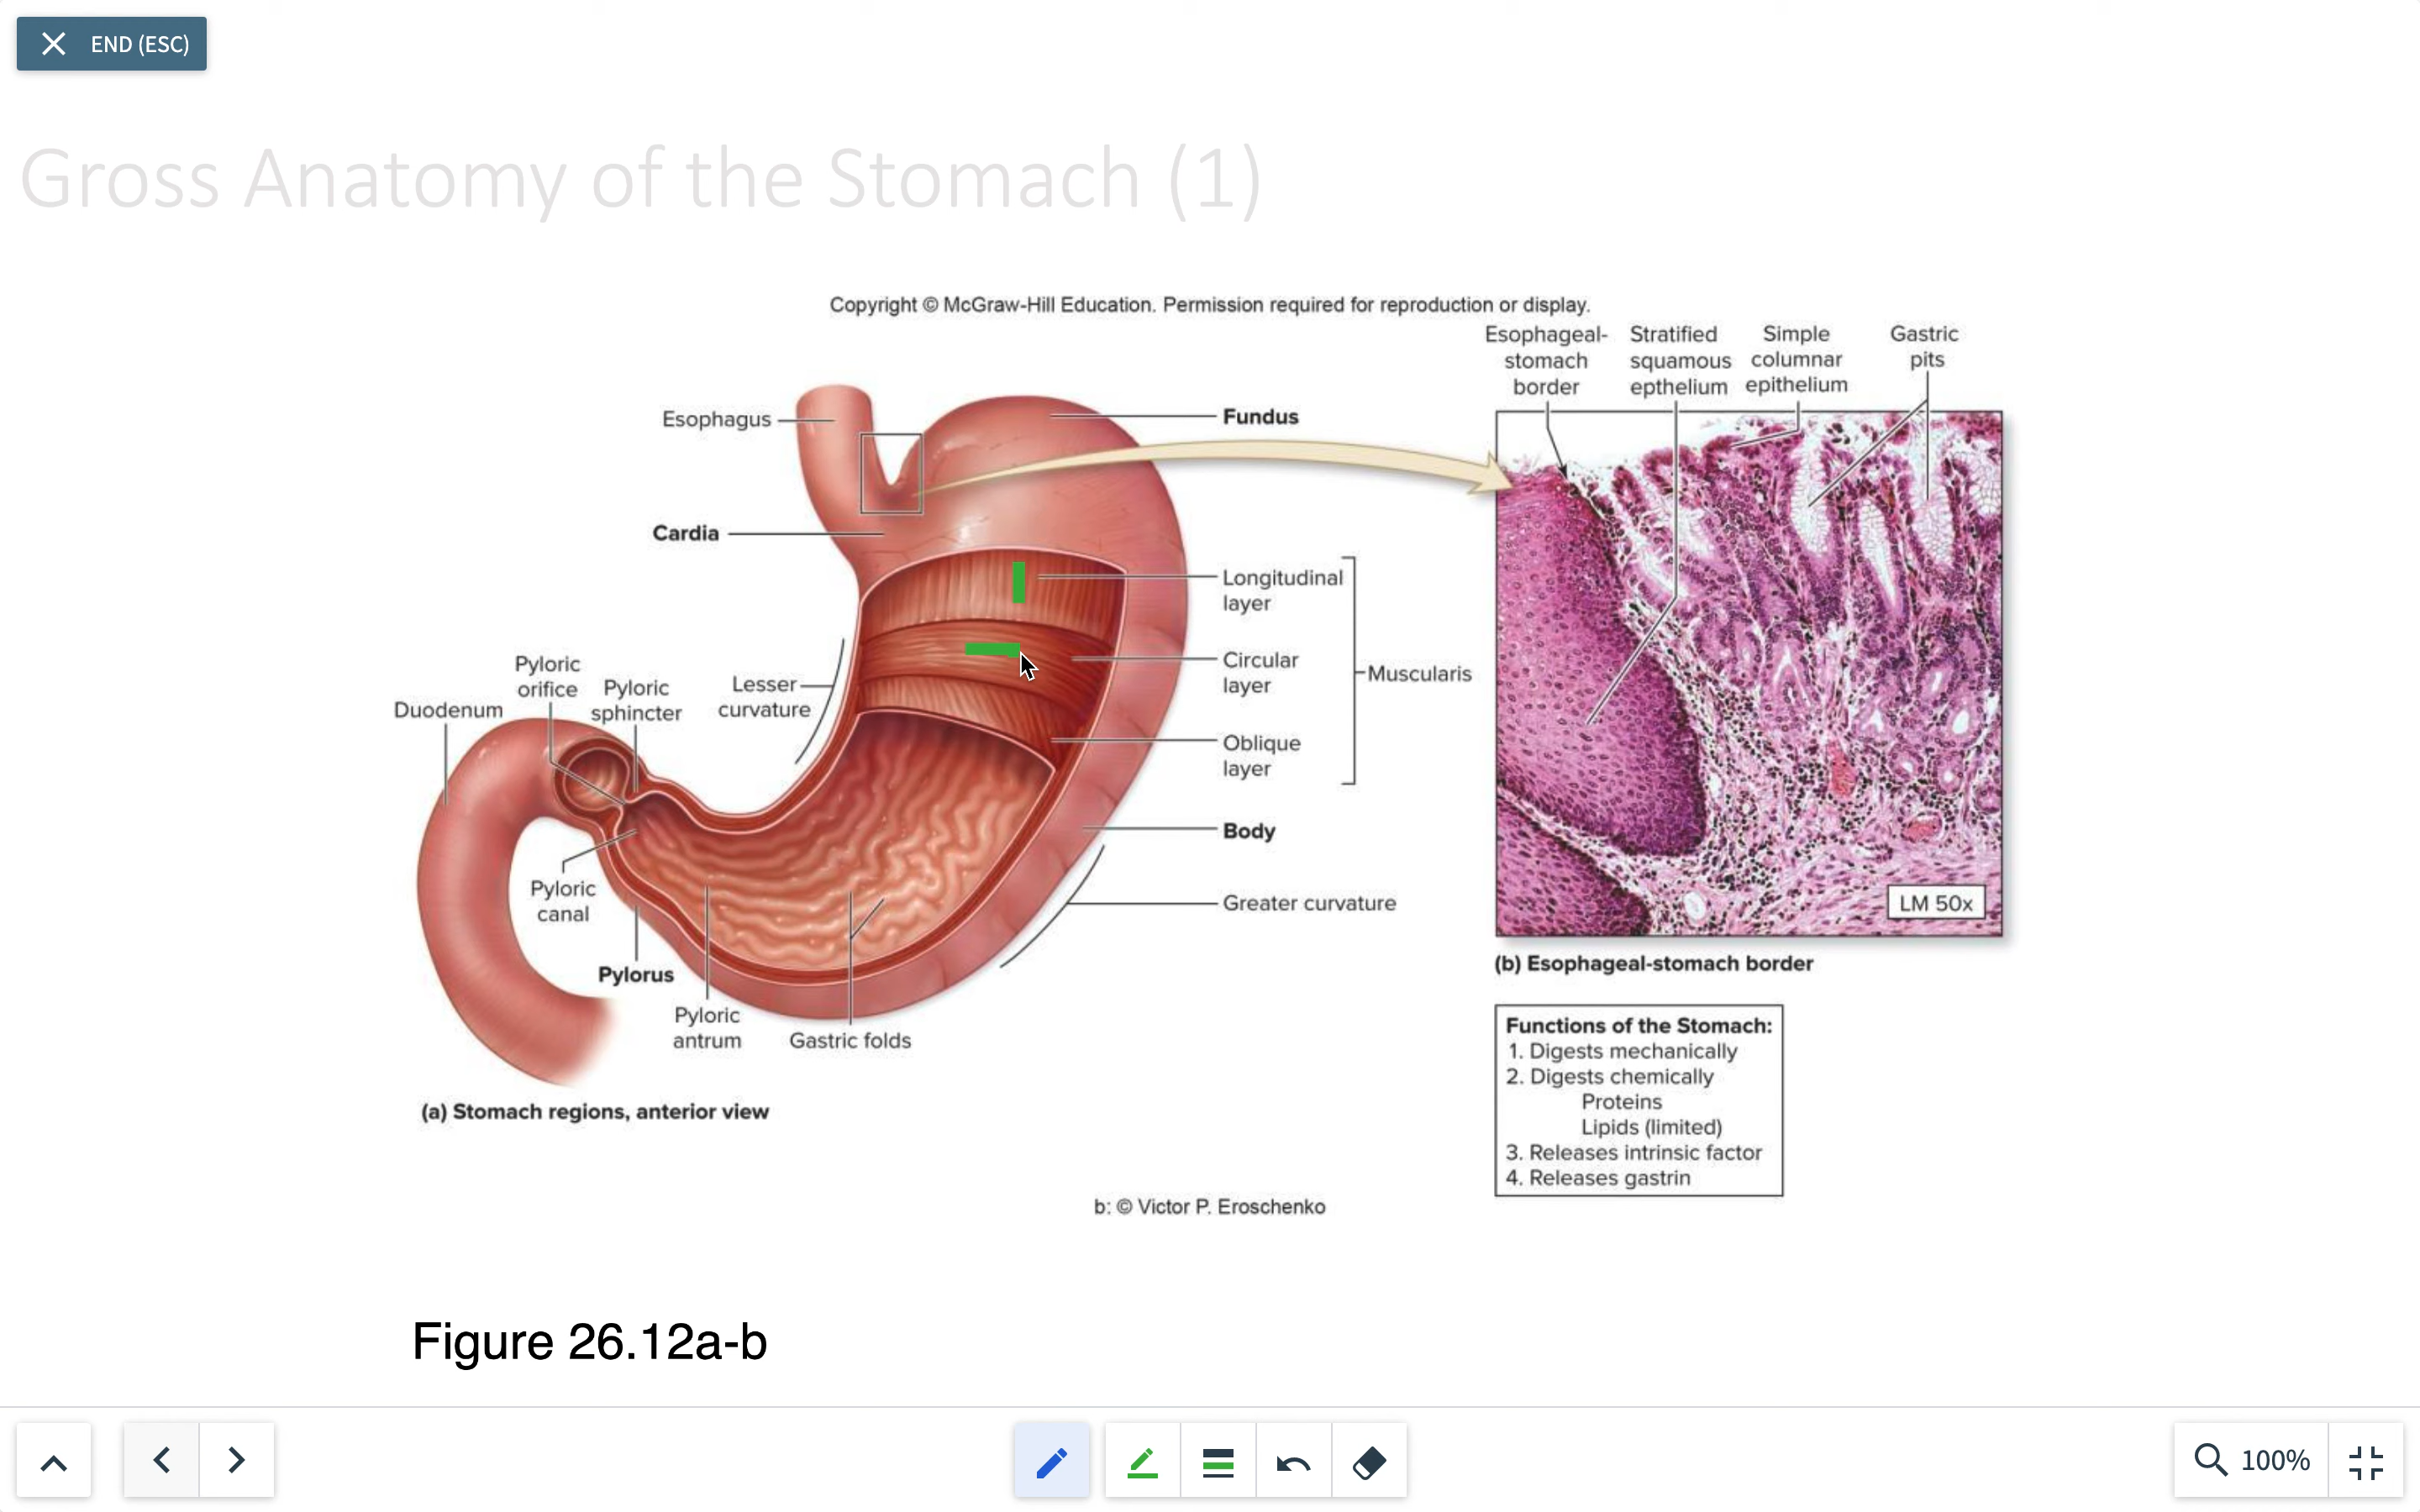 END (ESC)
Gross Anatomy of the Stomach (1)
Copyright © McGraw-Hill Education. Permission required for reproduction or display.
Esophagus
Fundus
Cardia
Longitudinal
layer
Circular
layer
Oblique
layer
Muscularis
Body
Greater curvature
Lesser
curvature
Pyloric
orifice
Pyloric
sphincter
Duodenum
Pyloric
canal
Pylorus
Pyloric
antrum
Gastric folds
(a) Stomach regions, anterior view
Esophageal-
stomach
border
Stratified
squamous
epthelium
Simple
columnar
epithelium
Gastric
pits
LM 50x
(b) Esophageal-stomach border
Functions of the Stomach:
1. Digests mechanically
2. Digests chemically
Proteins
Lipids (limited)
3. Releases intrinsic factor
4. Releases gastrin
b: © Victor P. Eroschenko
Figure 26.12a-b
100%